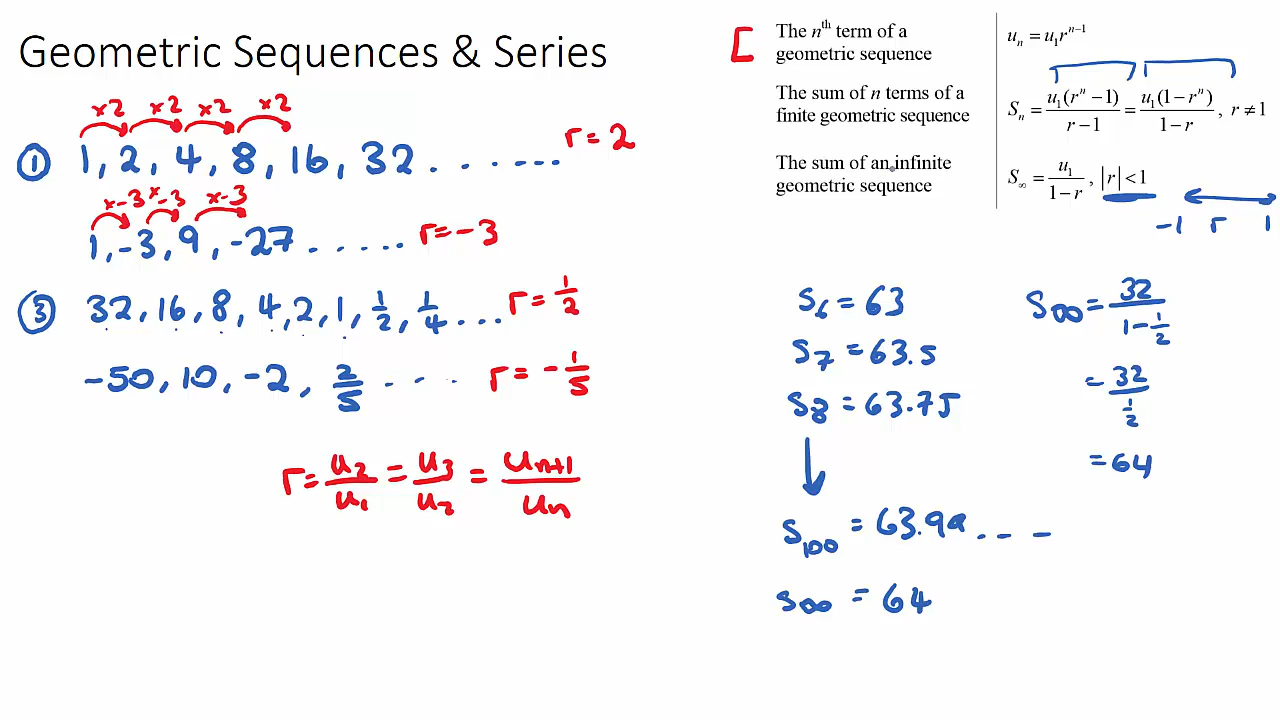 Geometric Sequences & Series
×2 ×2 ×2 ×2
① 1, 2, 4, 8, 16, 32 . . . . . . . r = 2
×-3 ×-3 ×-3
1, -3, 9, -27 . . . . . r = -3
③ 32, 16, 8, 4, 2, 1, 1/2, 1/4 . . . r = 1/2
-50, 10, -2, 2/5 . . . . r = -1/5
r = u₂/u₁ = u₃/u₂ = uₙ₊₁/uₙ
[ The nᵗʰ term of a
geometric sequence
uₙ = u₁rⁿ⁻¹
The sum of n terms of a
finite geometric sequence
Sₙ = u₁(rⁿ − 1)/(r − 1) = u₁(1 − rⁿ)/(1 − r) , r ≠ 1
The sum of an infinite
geometric sequence
S∞ = u₁/(1 − r) , |r| < 1
-1 r 1
S₆ = 63
S₇ = 63.5
S₈ = 63.75
S₁₀₀ = 63.99 . . .
S∞ = 64
S∞ = 32/(1 - 1/2)
= 32/(1/2)
= 64